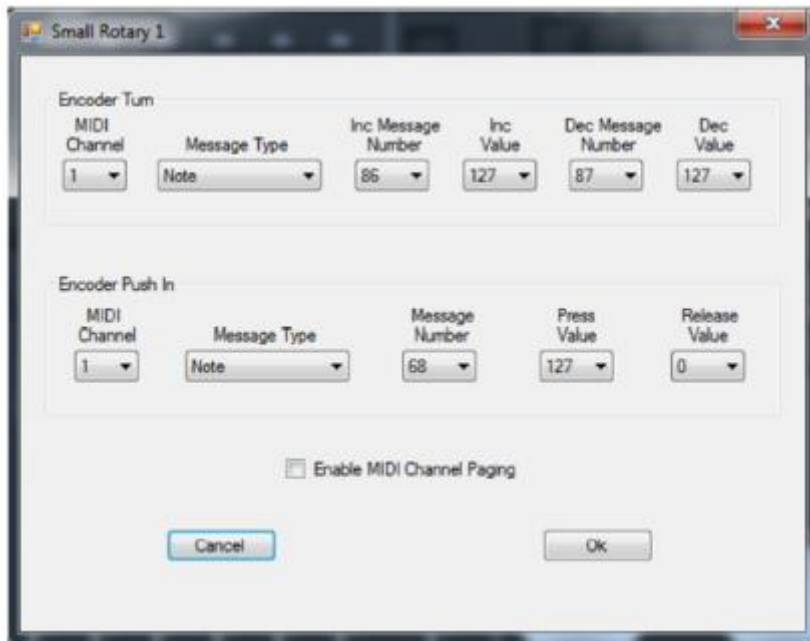 Small Rotary 1
Encoder Turn
MIDI Channel
Message Type
Inc Message Number
Inc Value
Dec Message Number
Dec Value
1
Note
86
127
87
127
Encoder Push In
MIDI Channel
Message Type
Message Number
Press Value
Release Value
1
Note
68
127
0
Enable MIDI Channel Paging
Cancel
Ok